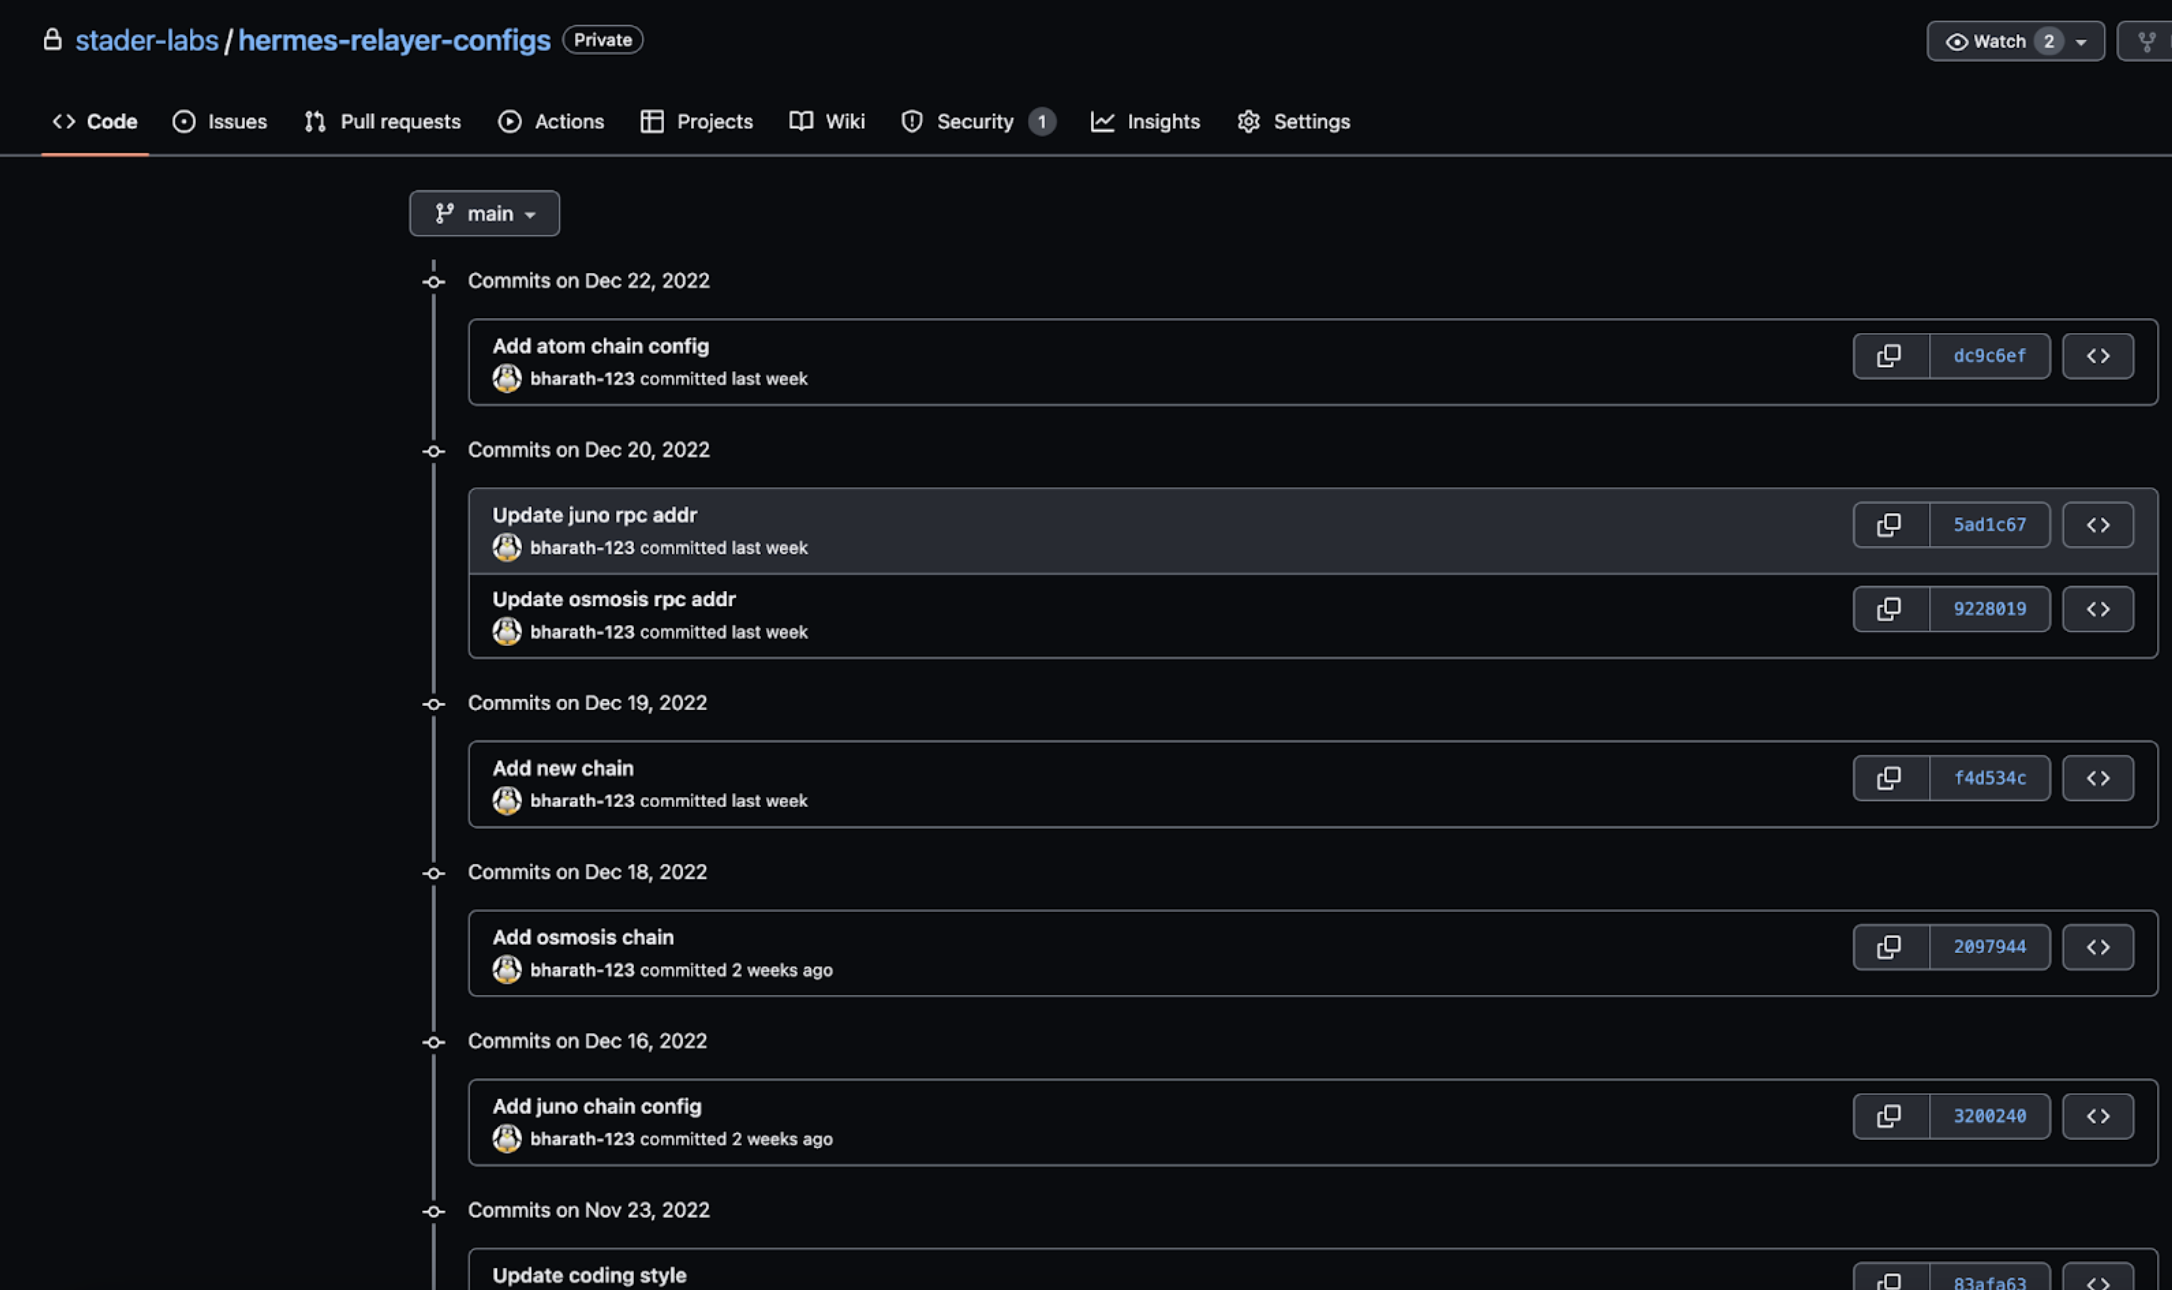 stader-labs / hermes-relayer-configs Private
Watch 2
Code Issues Pull requests Actions Projects Wiki Security 1 Insights Settings
main
Commits on Dec 22, 2022
Add atom chain config
dc9c6ef
bharath-123 committed last week
Commits on Dec 20, 2022
Update juno rpc addr
5ad1c67
bharath-123 committed last week
Update osmosis rpc addr
9228019
bharath-123 committed last week
Commits on Dec 19, 2022
Add new chain
f4d534c
bharath-123 committed last week
Commits on Dec 18, 2022
Add osmosis chain
2097944
bharath-123 committed 2 weeks ago
Commits on Dec 16, 2022
Add juno chain config
3200240
bharath-123 committed 2 weeks ago
Commits on Nov 23, 2022
Update coding style
83afa63